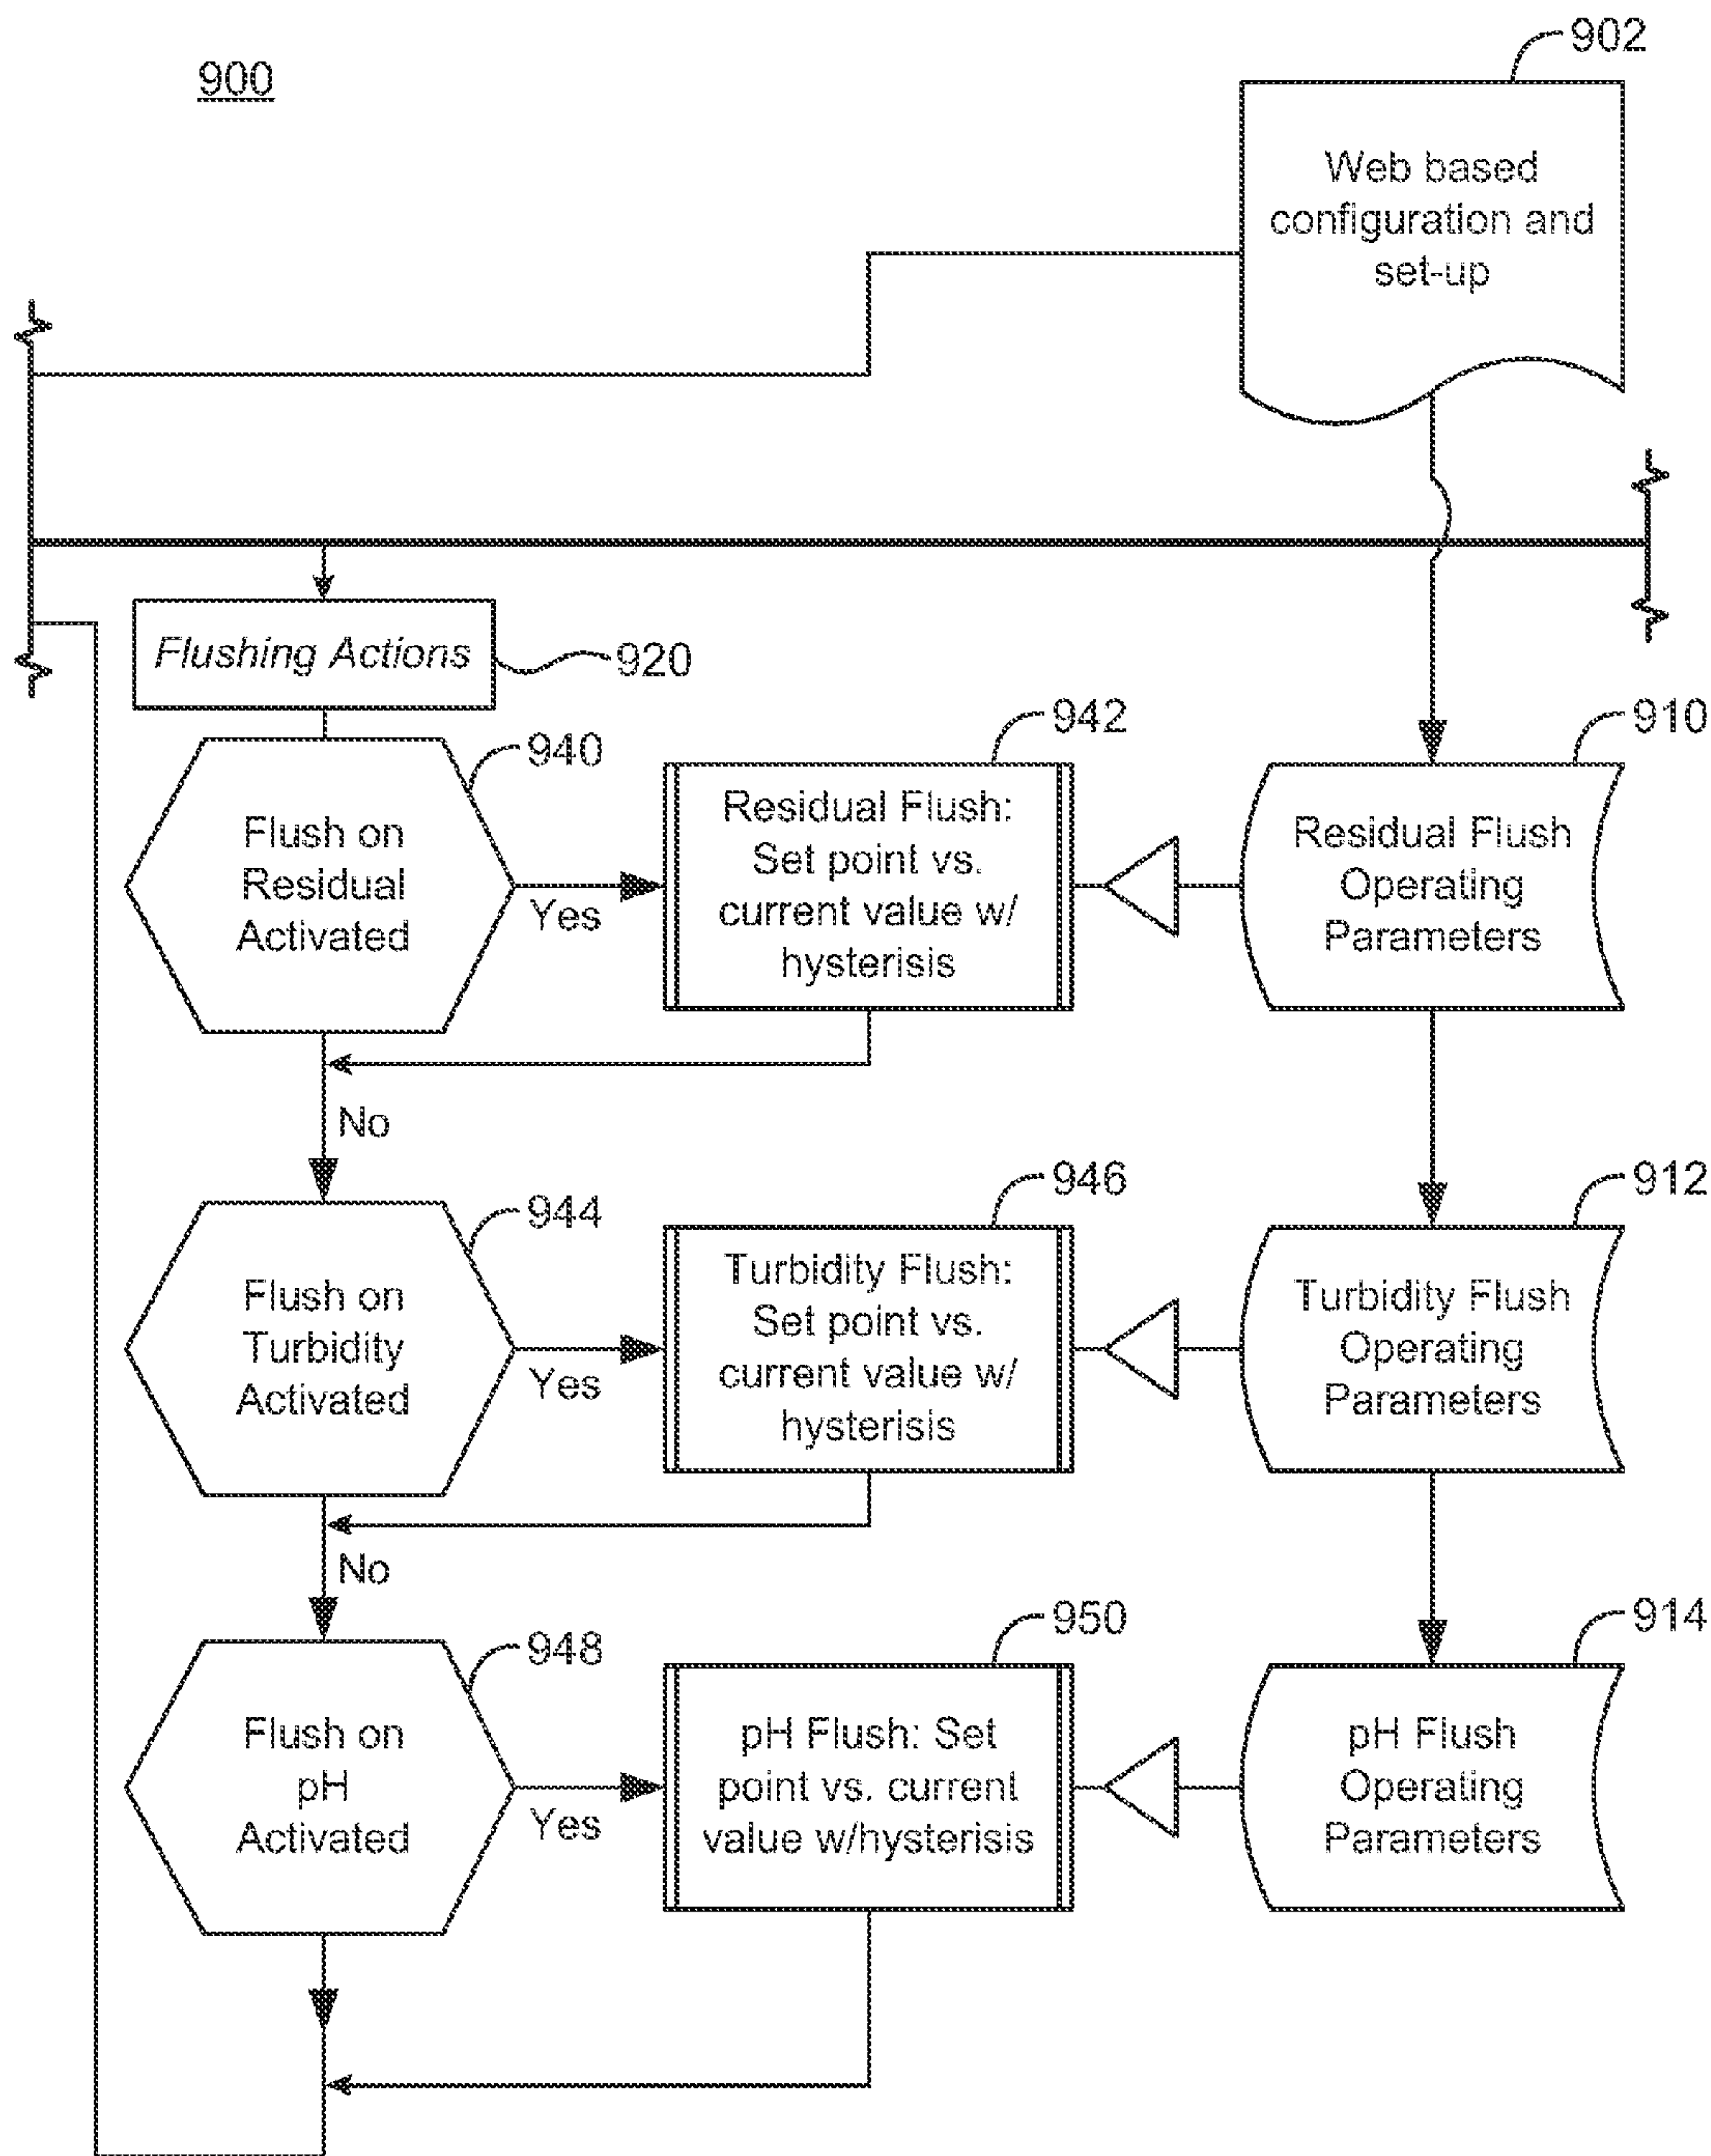 900
902
Web based
configuration and
set-up
Flushing Actions
920
940
Flush on
Residual
Activated
Yes
No
942
Residual Flush:
Set point vs.
current value w/
hysterisis
910
Residual Flush
Operating
Parameters
944
Flush on
Turbidity
Activated
Yes
No
946
Turbidity Flush:
Set point vs.
current value w/
hysterisis
912
Turbidity Flush
Operating
Parameters
948
Flush on
pH
Activated
Yes
950
pH Flush: Set
point vs. current
value w/hysterisis
914
pH Flush
Operating
Parameters